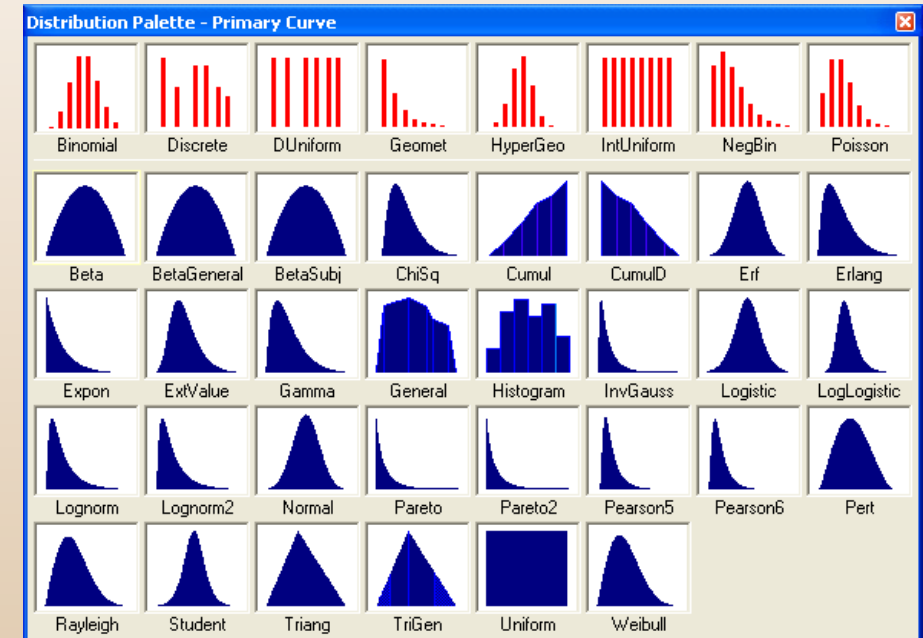 Distribution Palette - Primary Curve
Binomial Discrete DUniform Geomet HyperGeo IntUniform NegBin Poisson
Beta BetaGeneral BetaSubj ChiSq Cumul CumulD Erf Erlang
Expon ExtValue Gamma General Histogram InvGauss Logistic LogLogistic
Lognorm Lognorm2 Normal Pareto Pareto2 Pearson5 Pearson6 Pert
Rayleigh Student Triang TriGen Uniform Weibull